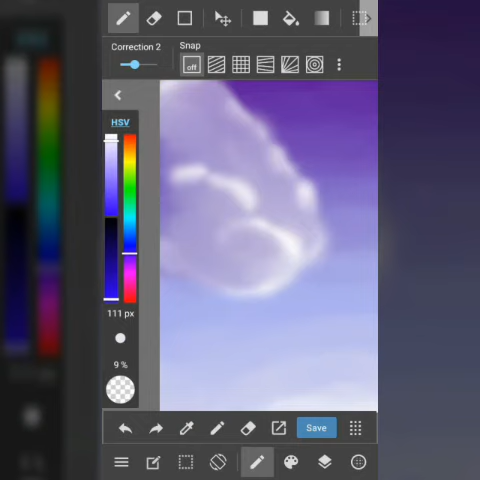 Correction 2
Snap
off
HSV
111 px
9 %
Save